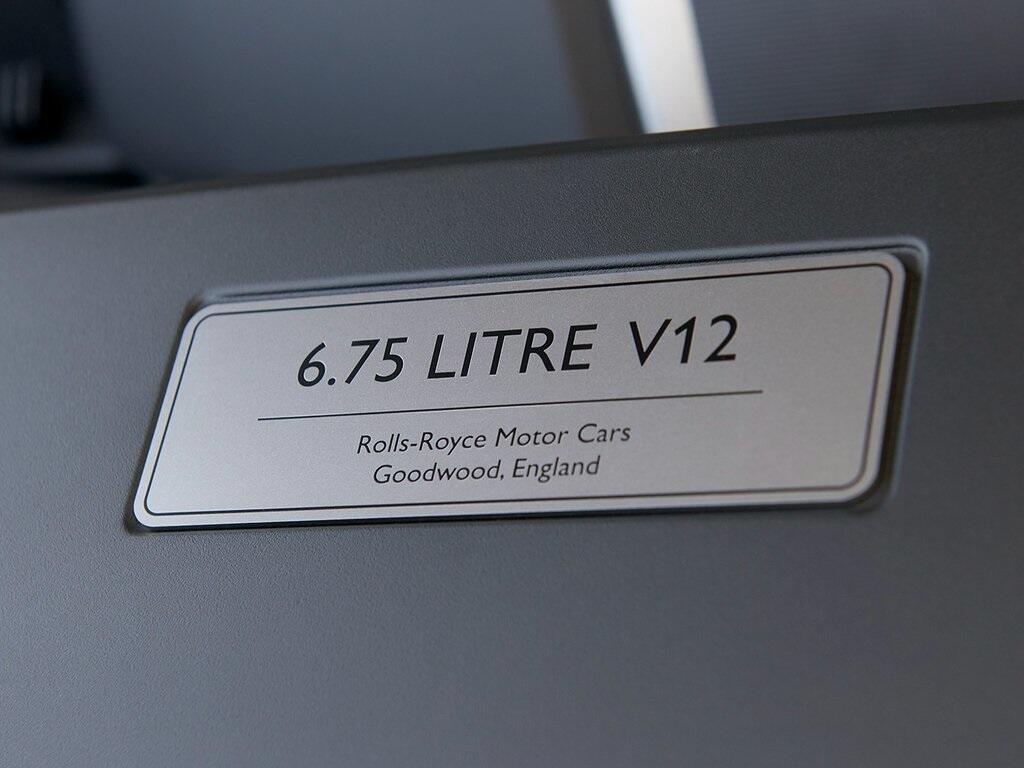 6.75 LITRE V12
Rolls-Royce Motor Cars
Goodwood, England